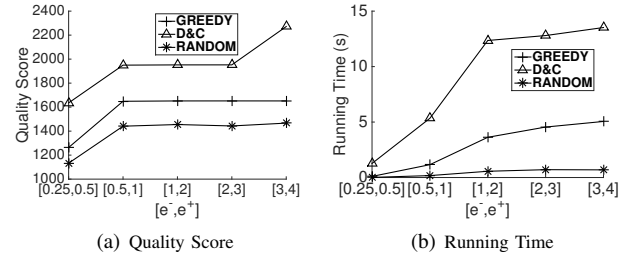 GREEDY
D&C
RANDOM
Quality Score
2400
2200
2000
1800
1600
1400
1200
1000
[0.25,0.5] [0.5,1] [1,2] [2,3] [3,4]
[e⁻,e⁺]
(a) Quality Score
GREEDY
D&C
RANDOM
Running Time (s)
15
10
5
0
[0.25,0.5] [0.5,1] [1,2] [2,3] [3,4]
[e⁻,e⁺]
(b) Running Time